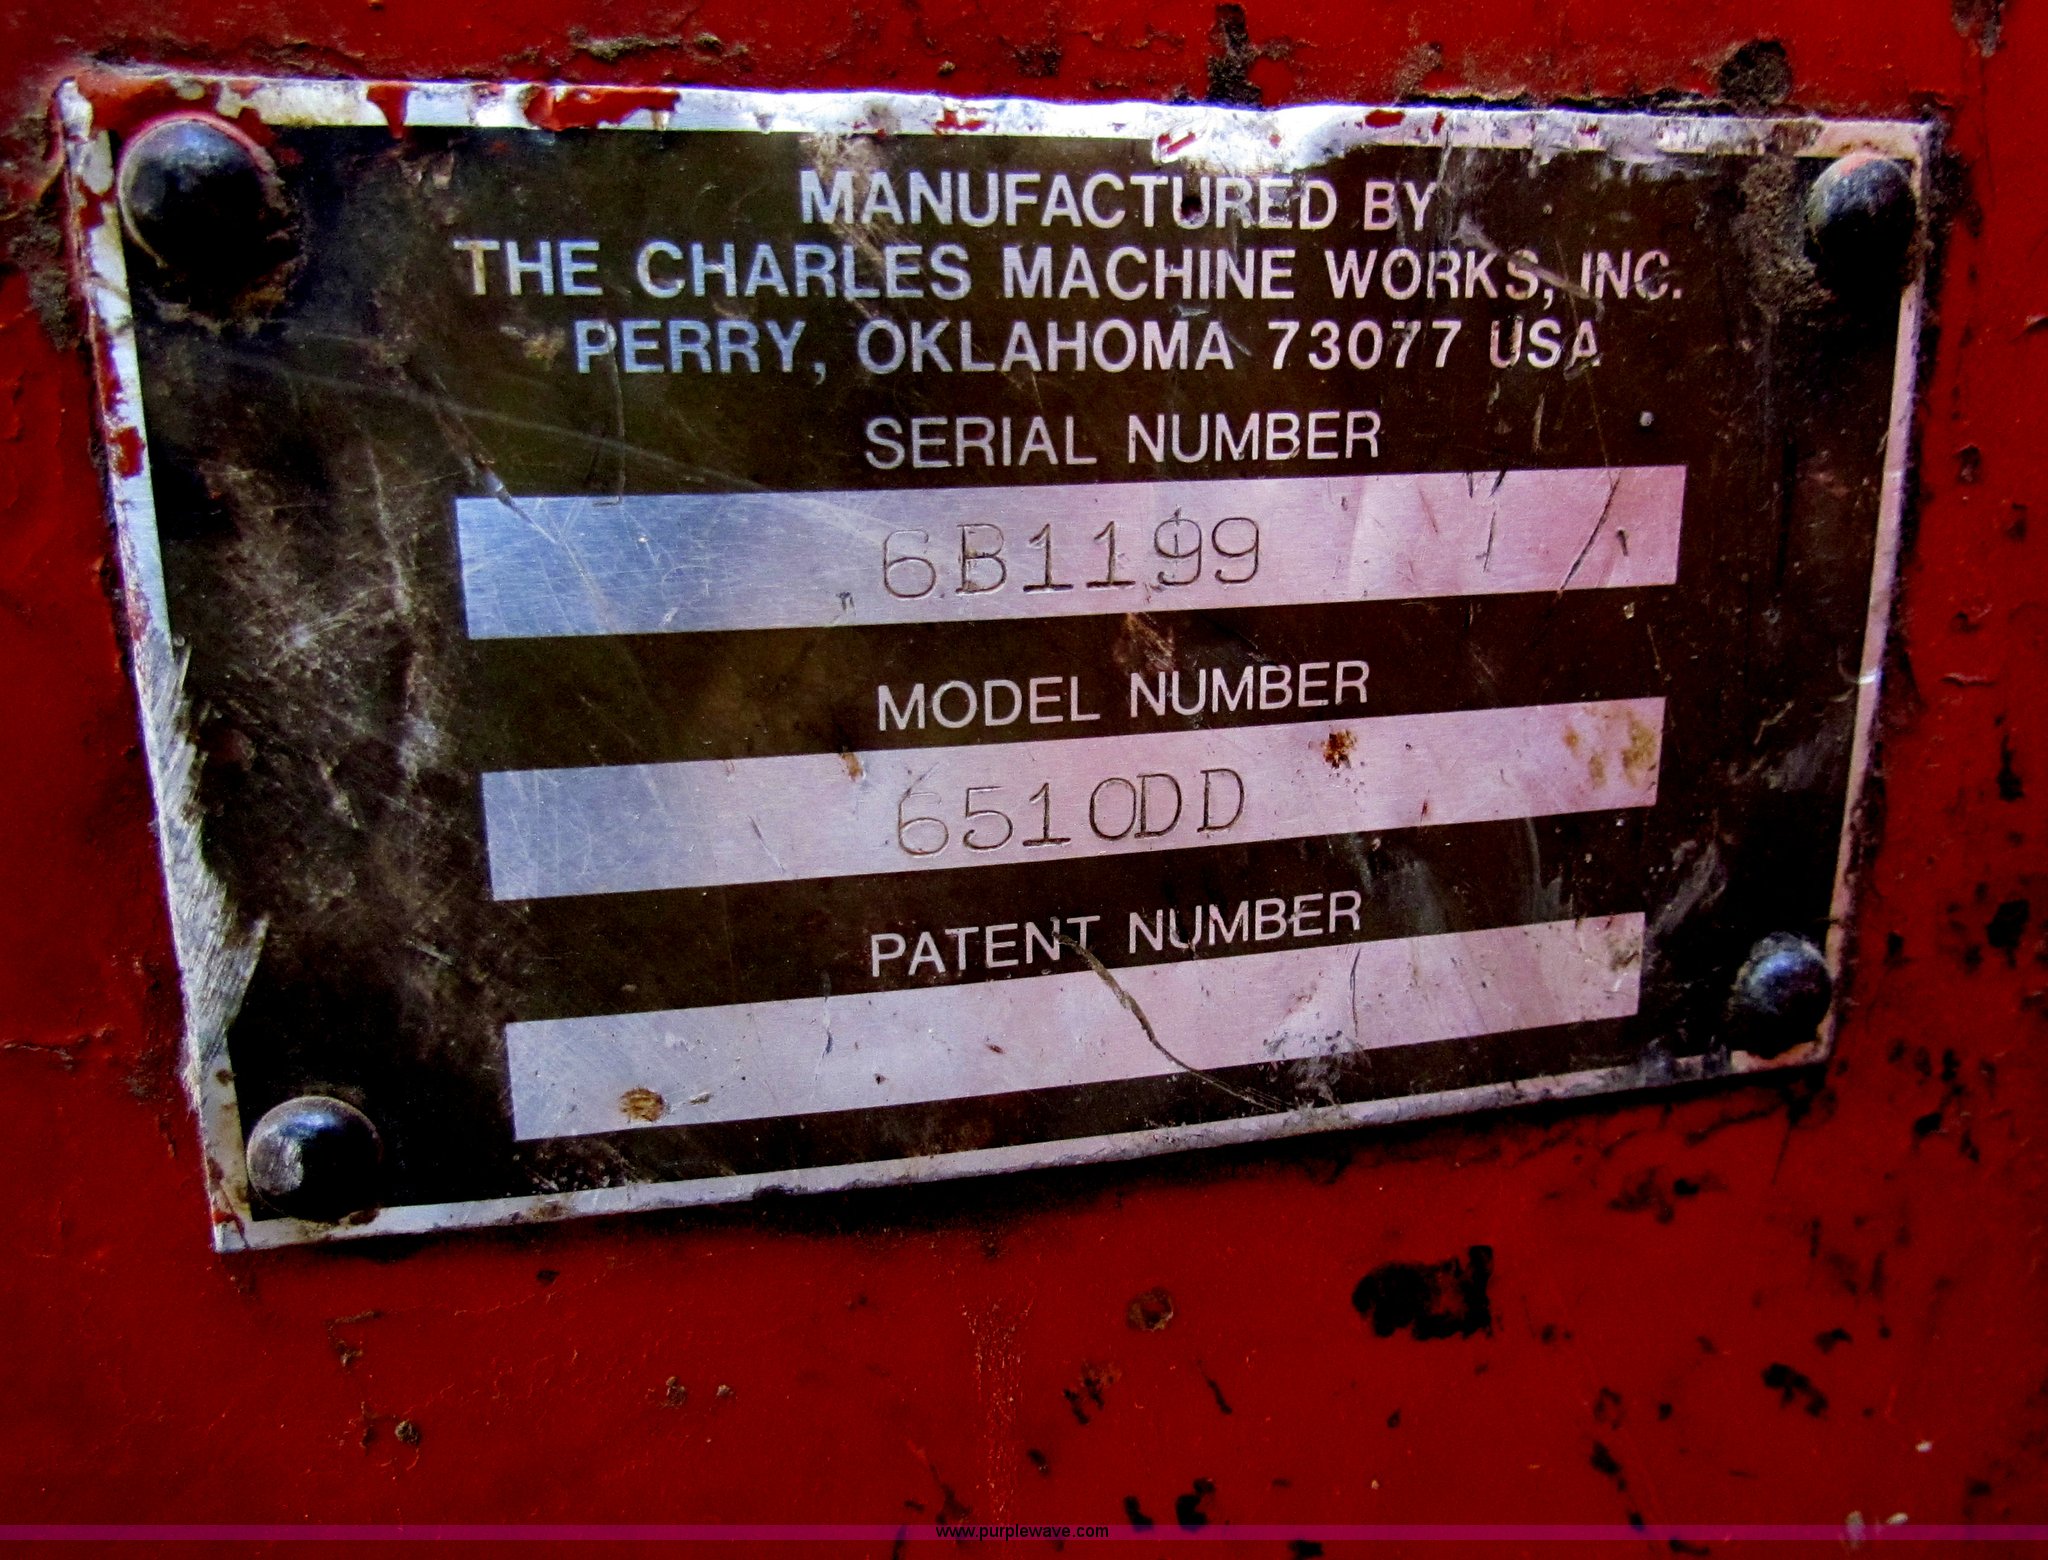 MANUFACTURED BY
THE CHARLES MACHINE WORKS, INC.
PERRY, OKLAHOMA 73077 USA
SERIAL NUMBER
6B1199
MODEL NUMBER
6510DD
PATENT NUMBER
www.purplewave.com